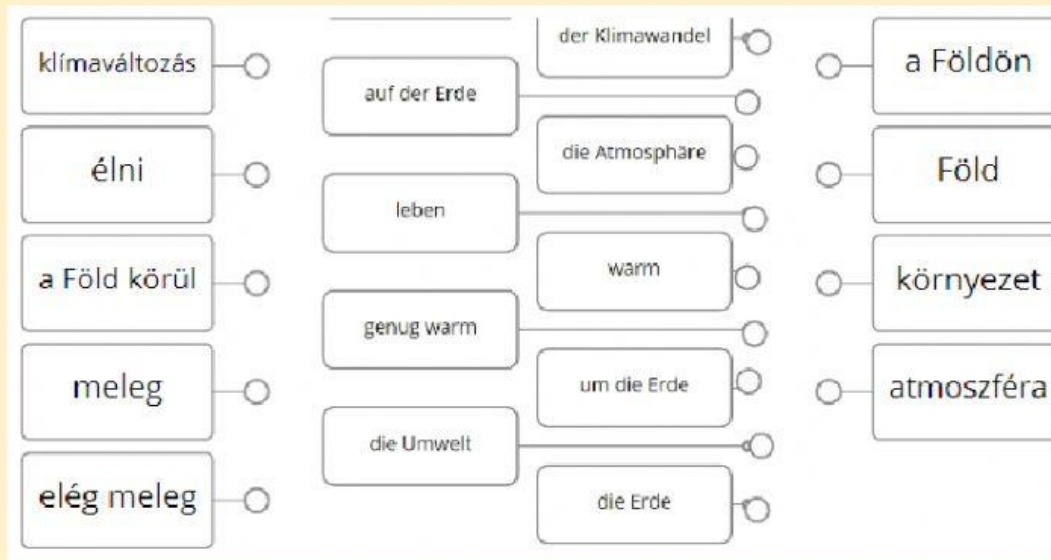 klímaváltozás
élni
a Föld körül
meleg
elég meleg
der Klimawandel
auf der Erde
die Atmosphäre
leben
warm
genug warm
um die Erde
die Umwelt
die Erde
a Földön
Föld
környezet
atmoszféra